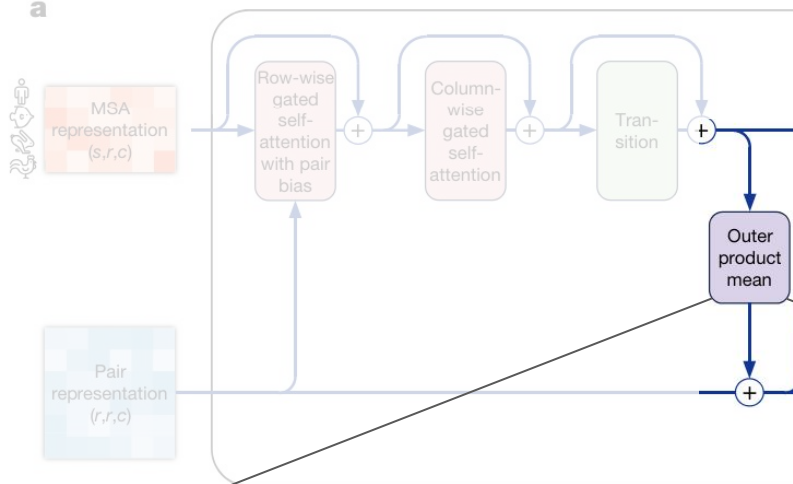 a
MSA
representation
(s,r,c)
Row-wise
gated
self-
attention
with pair
bias
+
Column-
wise
gated
self-
attention
+
Tran-
sition
+
Outer
product
mean
Pair
representation
(r,r,c)
+